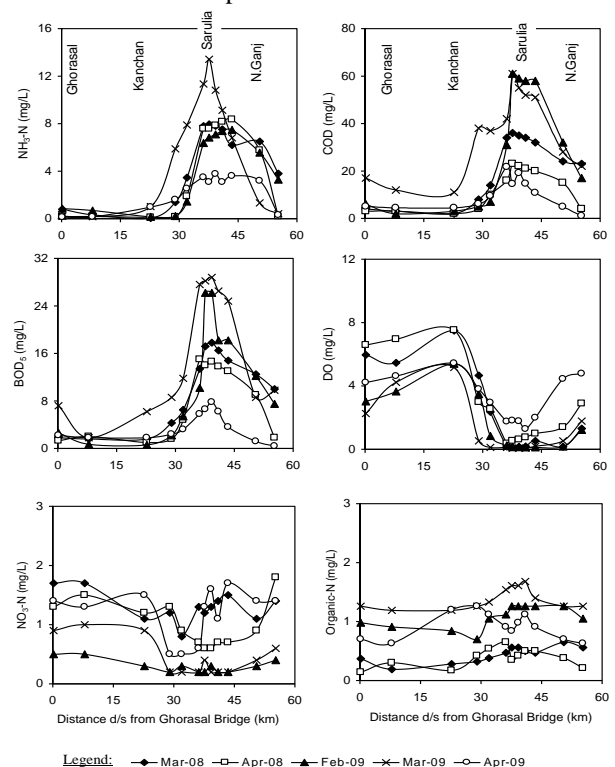 16
12
8
4
0
NH3-N (mg/L)
Ghorasal
Kanchan
Sarulia
N.Ganj
0 15 30 45 60
80
60
40
20
0
COD (mg/L)
Ghorasal
Kanchan
Sarulia
N.Ganj
0 15 30 45 60
32
24
16
8
0
BOD5 (mg/L)
0 15 30 45 60
12
8
4
0
DO (mg/L)
0 15 30 45 60
3
2
1
0
NO3-N (mg/L)
0 15 30 45 60
Distance d/s from Ghorasal Bridge (km)
3
2
1
0
Organic-N (mg/L)
0 15 30 45 60
Distance d/s from Ghorasal Bridge (km)
Legend: Mar-08 Apr-08 Feb-09 Mar-09 Apr-09